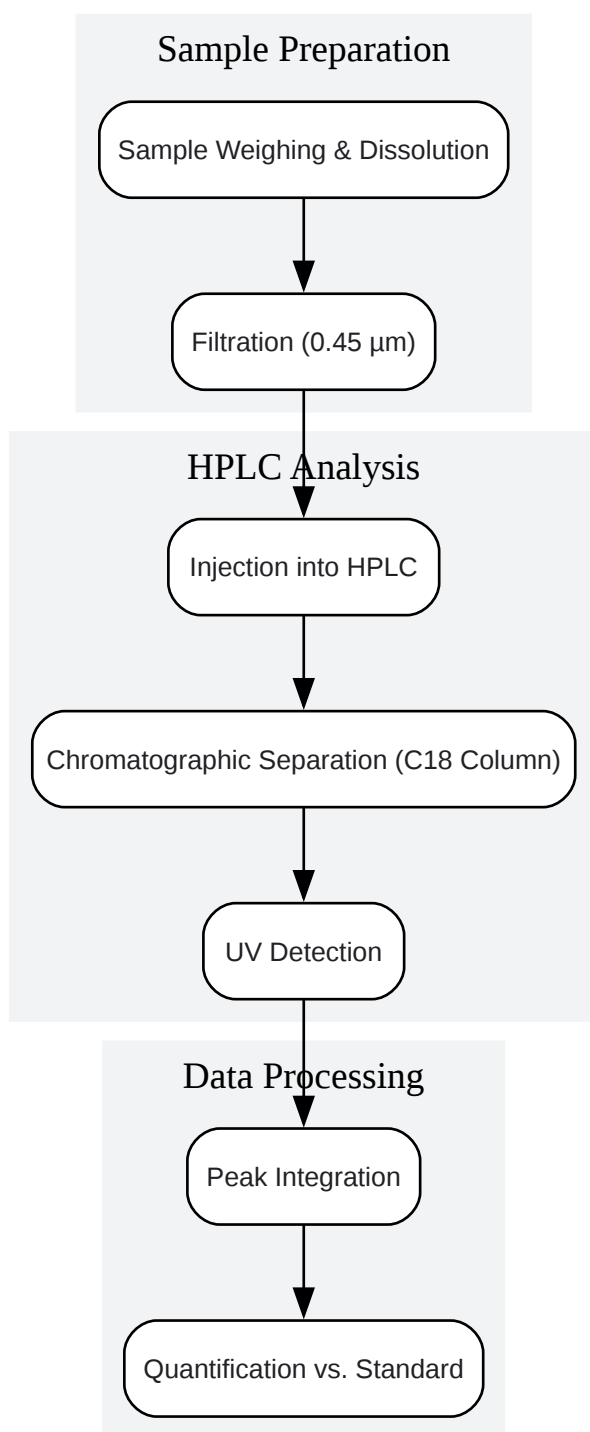 Sample Preparation
Sample Weighing & Dissolution
Filtration (0.45 µm)
HPLC Analysis
Injection into HPLC
Chromatographic Separation (C18 Column)
UV Detection
Data Processing
Peak Integration
Quantification vs. Standard